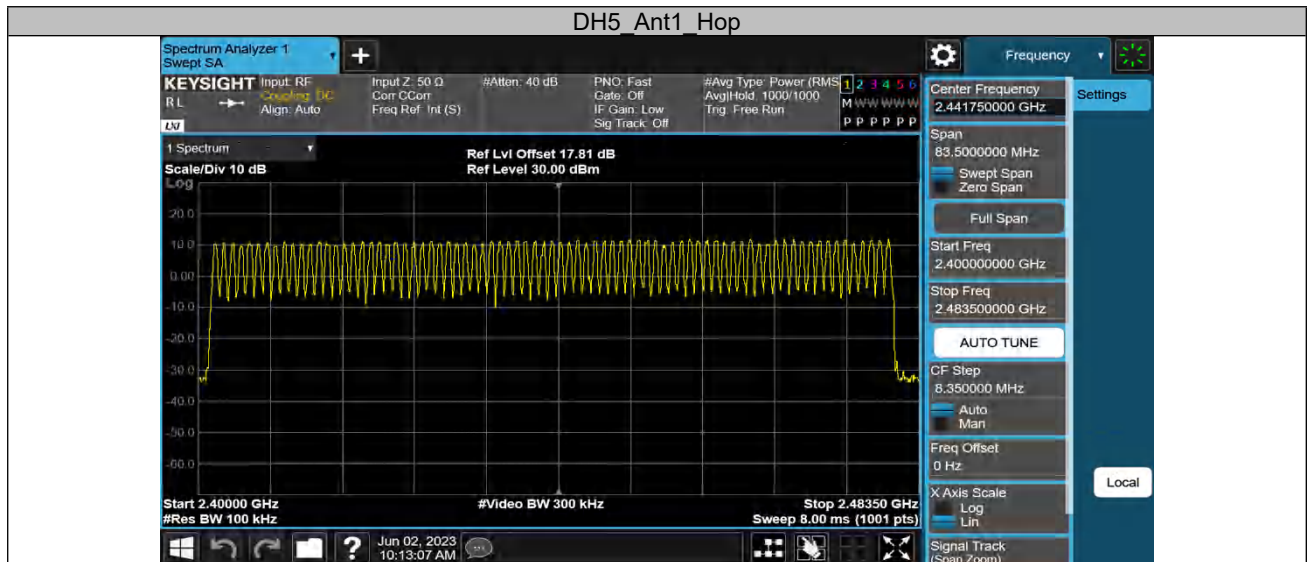 DH5_Ant1_Hop
Spectrum Analyzer 1
Swept SA
+
Frequency
KEYSIGHT
RL
LXI
Input: RF
Coupling: DC
Align: Auto
Input Z: 50 Ω
Corr CCorr
Freq Ref: Int (S)
#Atten: 40 dB
PNO: Fast
Gate: Off
IF Gain: Low
Sig Track: Off
#Avg Type: Power (RMS
Avg|Hold: 1000/1000
Trig: Free Run
1 2 3 4 5 6
M W W W W W
P P P P P P
Center Frequency
2.441750000 GHz
Settings
Span
83.5000000 MHz
Swept Span
Zero Span
Full Span
Start Freq
2.400000000 GHz
Stop Freq
2.483500000 GHz
AUTO TUNE
CF Step
8.350000 MHz
Auto
Man
Freq Offset
0 Hz
X Axis Scale
Log
Lin
Local
Signal Track
(Span Zoom)
1 Spectrum
Scale/Div 10 dB
Ref Lvl Offset 17.81 dB
Ref Level 30.00 dBm
Log
20.0
10.0
0.00
-10.0
-20.0
-30.0
-40.0
-50.0
-60.0
Start 2.40000 GHz
#Video BW 300 kHz
Stop 2.48350 GHz
#Res BW 100 kHz
Sweep 8.00 ms (1001 pts)
?
Jun 02, 2023
10:13:07 AM